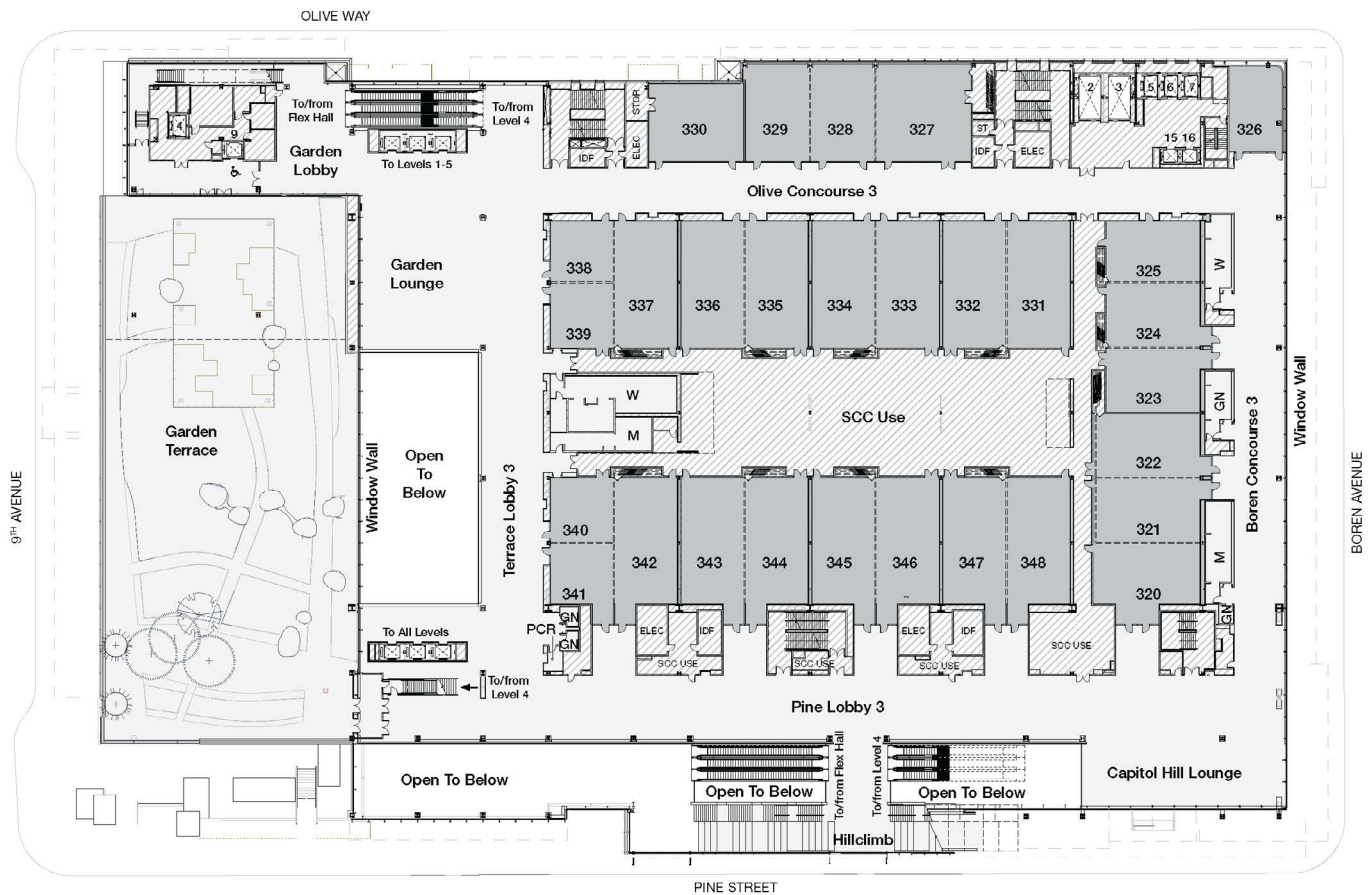 OLIVE WAY
To/from
Flex Hall
To/from
Level 4
Garden
Lobby
To Levels 1-5
4
9
STOR
ELEC
IDF
330
329
328
327
ST
IDF
ELEC
2
3
5
6
7
15 16
326
Olive Concourse 3
Garden
Lounge
338
339
337
336
335
334
333
332
331
325
324
323
322
321
320
W
GN
M
GN
Boren Concourse 3
Window Wall
SCC Use
W
M
Garden
Terrace
Window Wall
Open
To
Below
Terrace Lobby 3
9TH AVENUE
BOREN AVENUE
340
341
342
343
344
345
346
347
348
PCR
GN
GN
ELEC
IDF
SCC USE
SCC USE
ELEC
IDF
SCC USE
SCC USE
To All Levels
To/from
Level 4
Pine Lobby 3
Open To Below
Open To Below
To/from Flex Hall
To/from Level 4
Open To Below
Capitol Hill Lounge
Hillclimb
PINE STREET